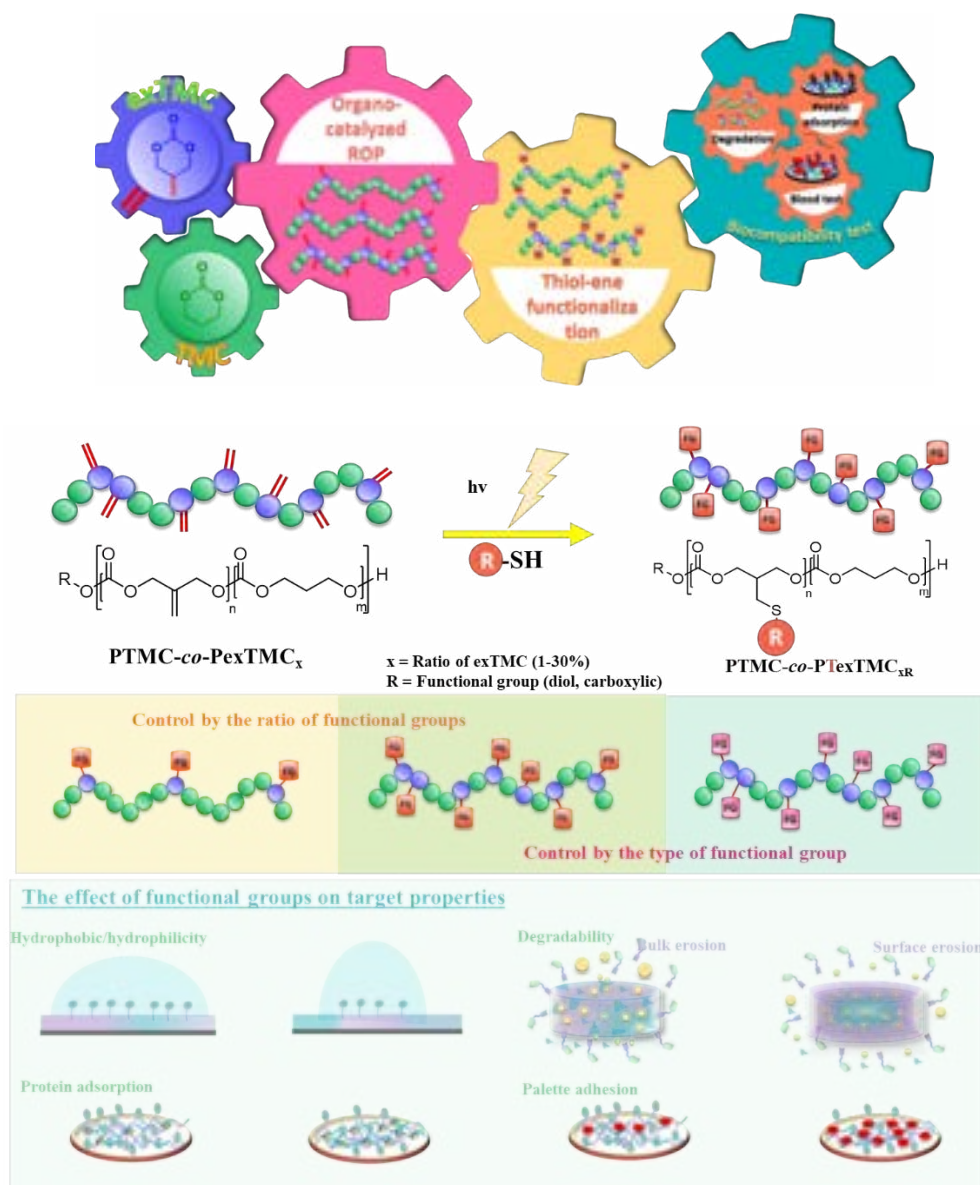 exTMC
TMC
Organo-
catalyzed
ROP
Thiol-ene
functionaliza
tion
Degradation
Protein
adsorption
Blood test
Biocompatibility test
hv
R-SH
R
O
O
O
O
O
O
H
n
m
PTMC-co-PexTMCx
x = Ratio of exTMC (1-30%)
R = Functional group (diol, carboxylic)
R
O
O
O
O
O
O
H
n
m
S
R
PTMC-co-PTexTMCxR
Control by the ratio of functional groups
Control by the type of functional group
The effect of functional groups on target properties
Hydrophobic/hydrophilicity
Degradability
Bulk erosion
Surface erosion
Protein adsorption
Palette adhesion